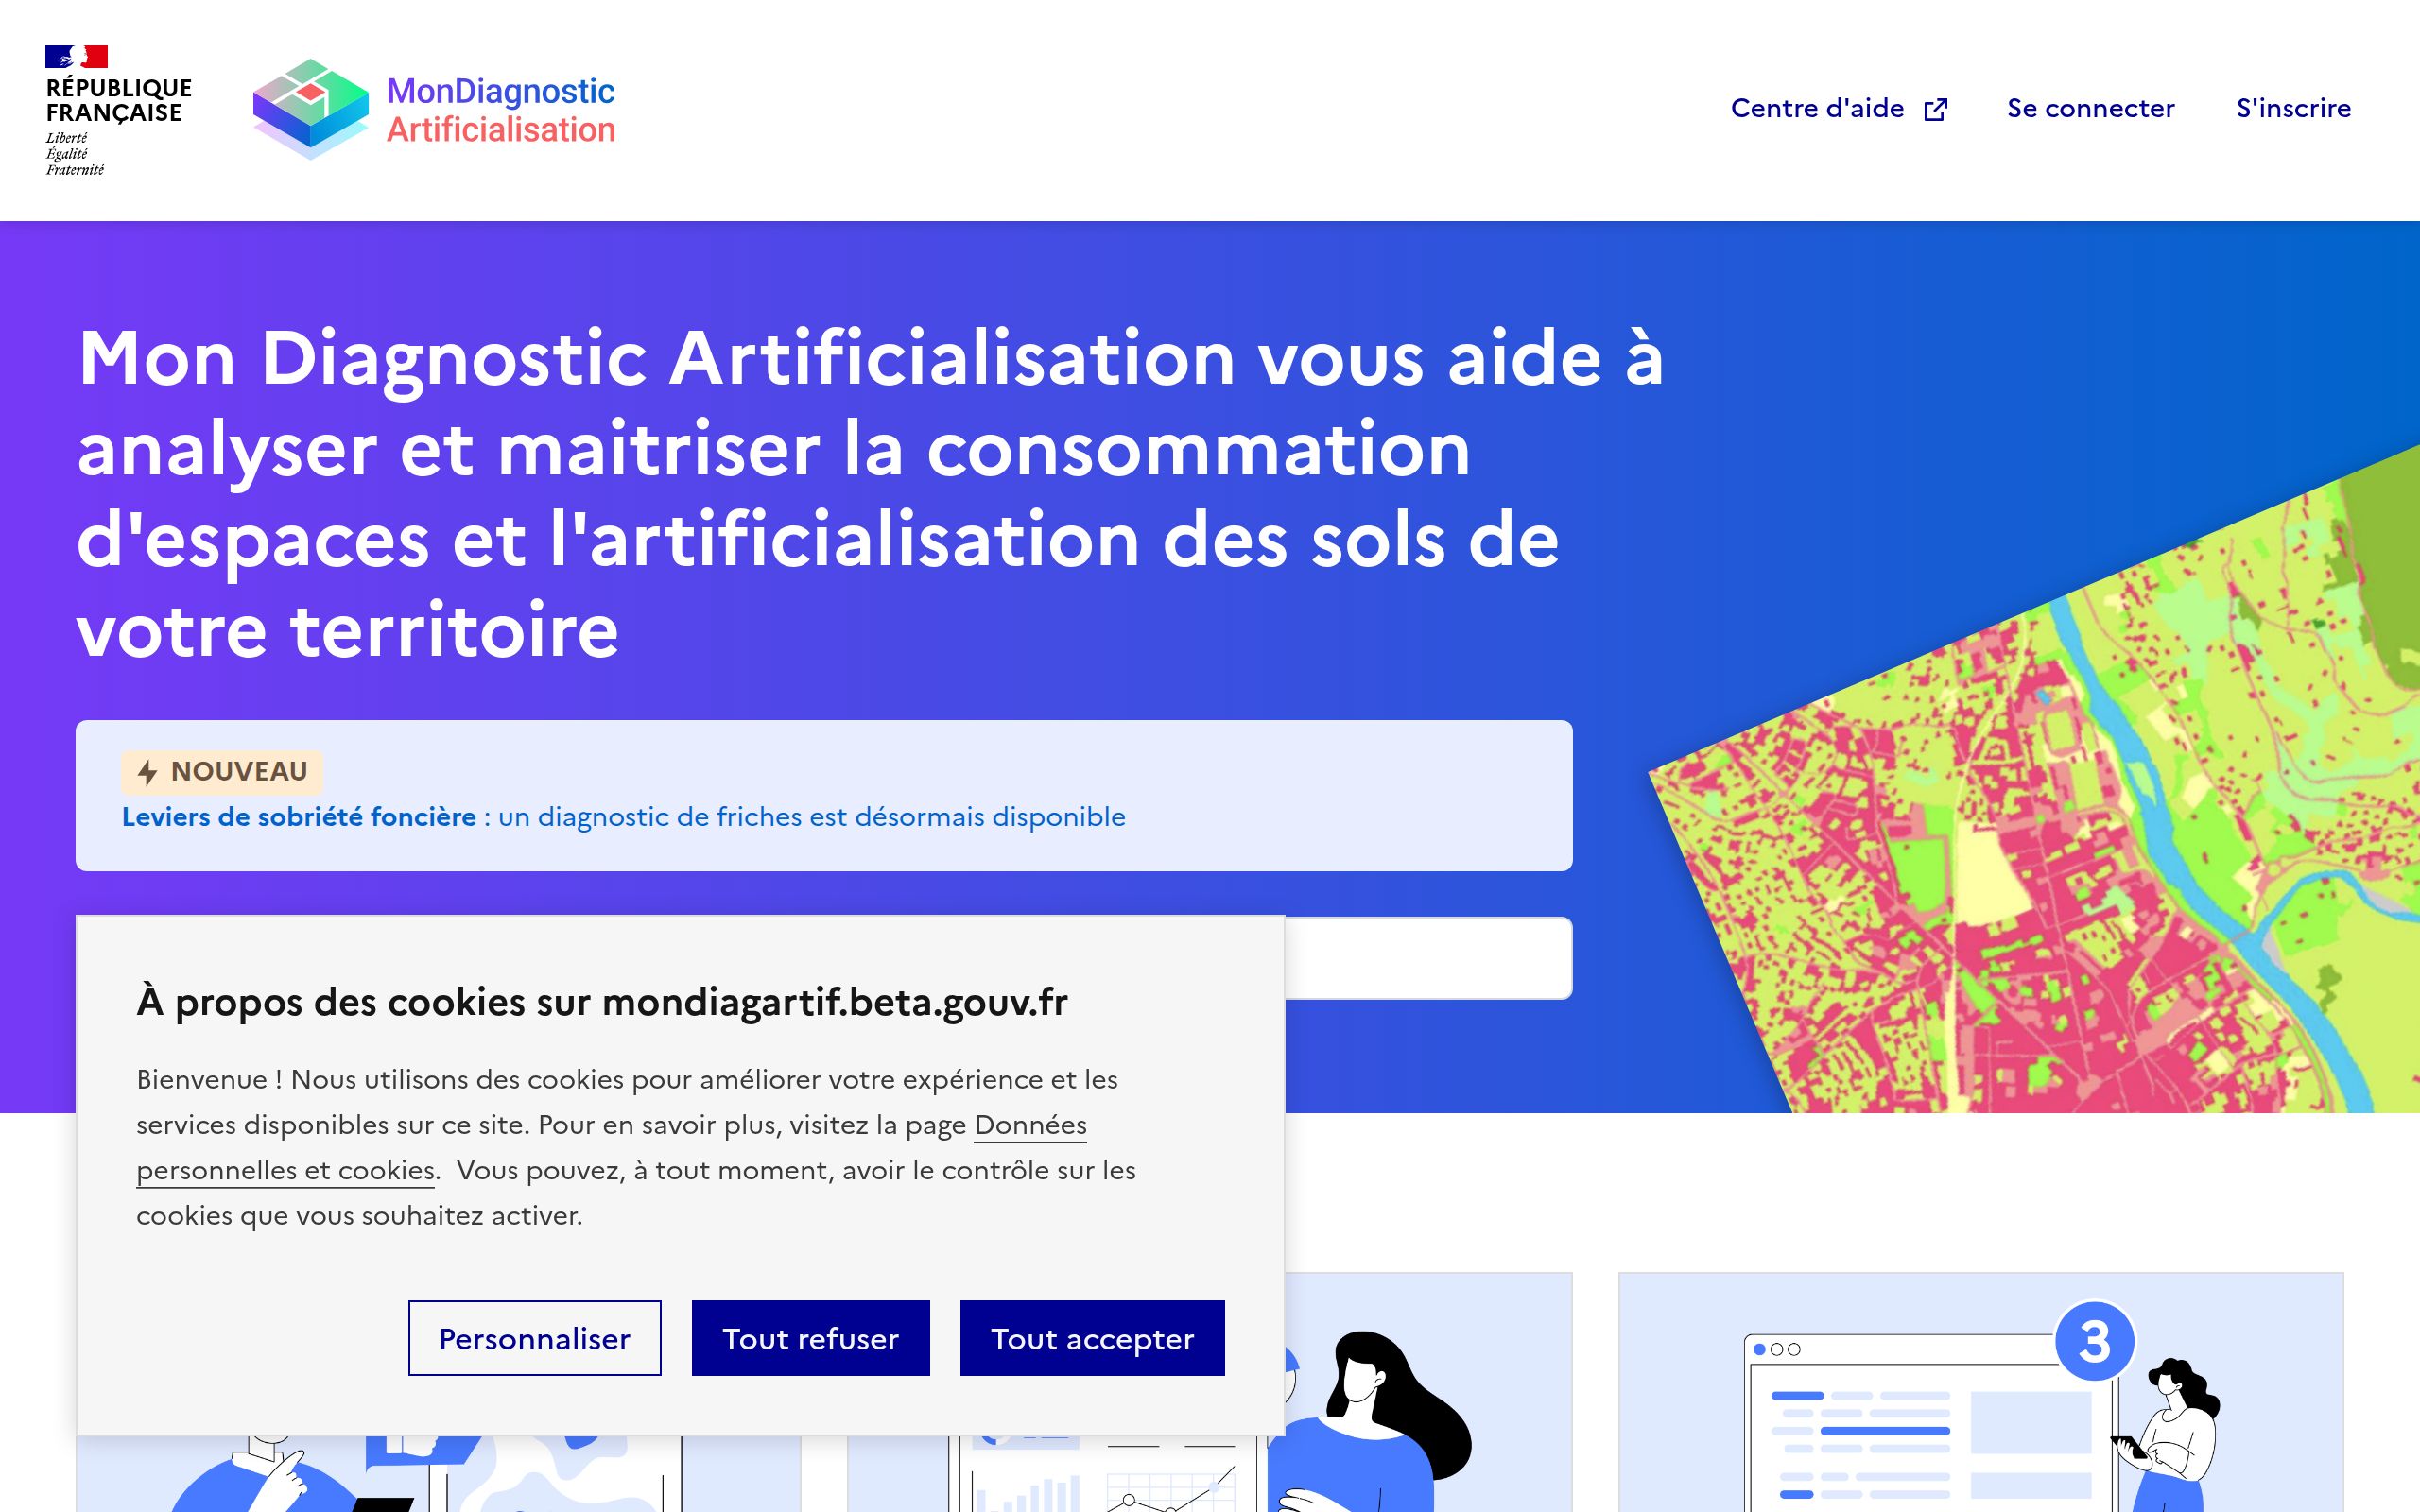 RÉPUBLIQUE
FRANÇAISE
Liberté
Égalité
Fraternité
MonDiagnostic
Artificialisation
Centre d'aide
Se connecter
S'inscrire
Mon Diagnostic Artificialisation vous aide à
analyser et maitriser la consommation
d'espaces et l'artificialisation des sols de
votre territoire
NOUVEAU
Leviers de sobriété foncière : un diagnostic de friches est désormais disponible
À propos des cookies sur mondiagartif.beta.gouv.fr
Bienvenue ! Nous utilisons des cookies pour améliorer votre expérience et les
services disponibles sur ce site. Pour en savoir plus, visitez la page Données
personnelles et cookies.  Vous pouvez, à tout moment, avoir le contrôle sur les
cookies que vous souhaitez activer.
Personnaliser
Tout refuser
Tout accepter
3